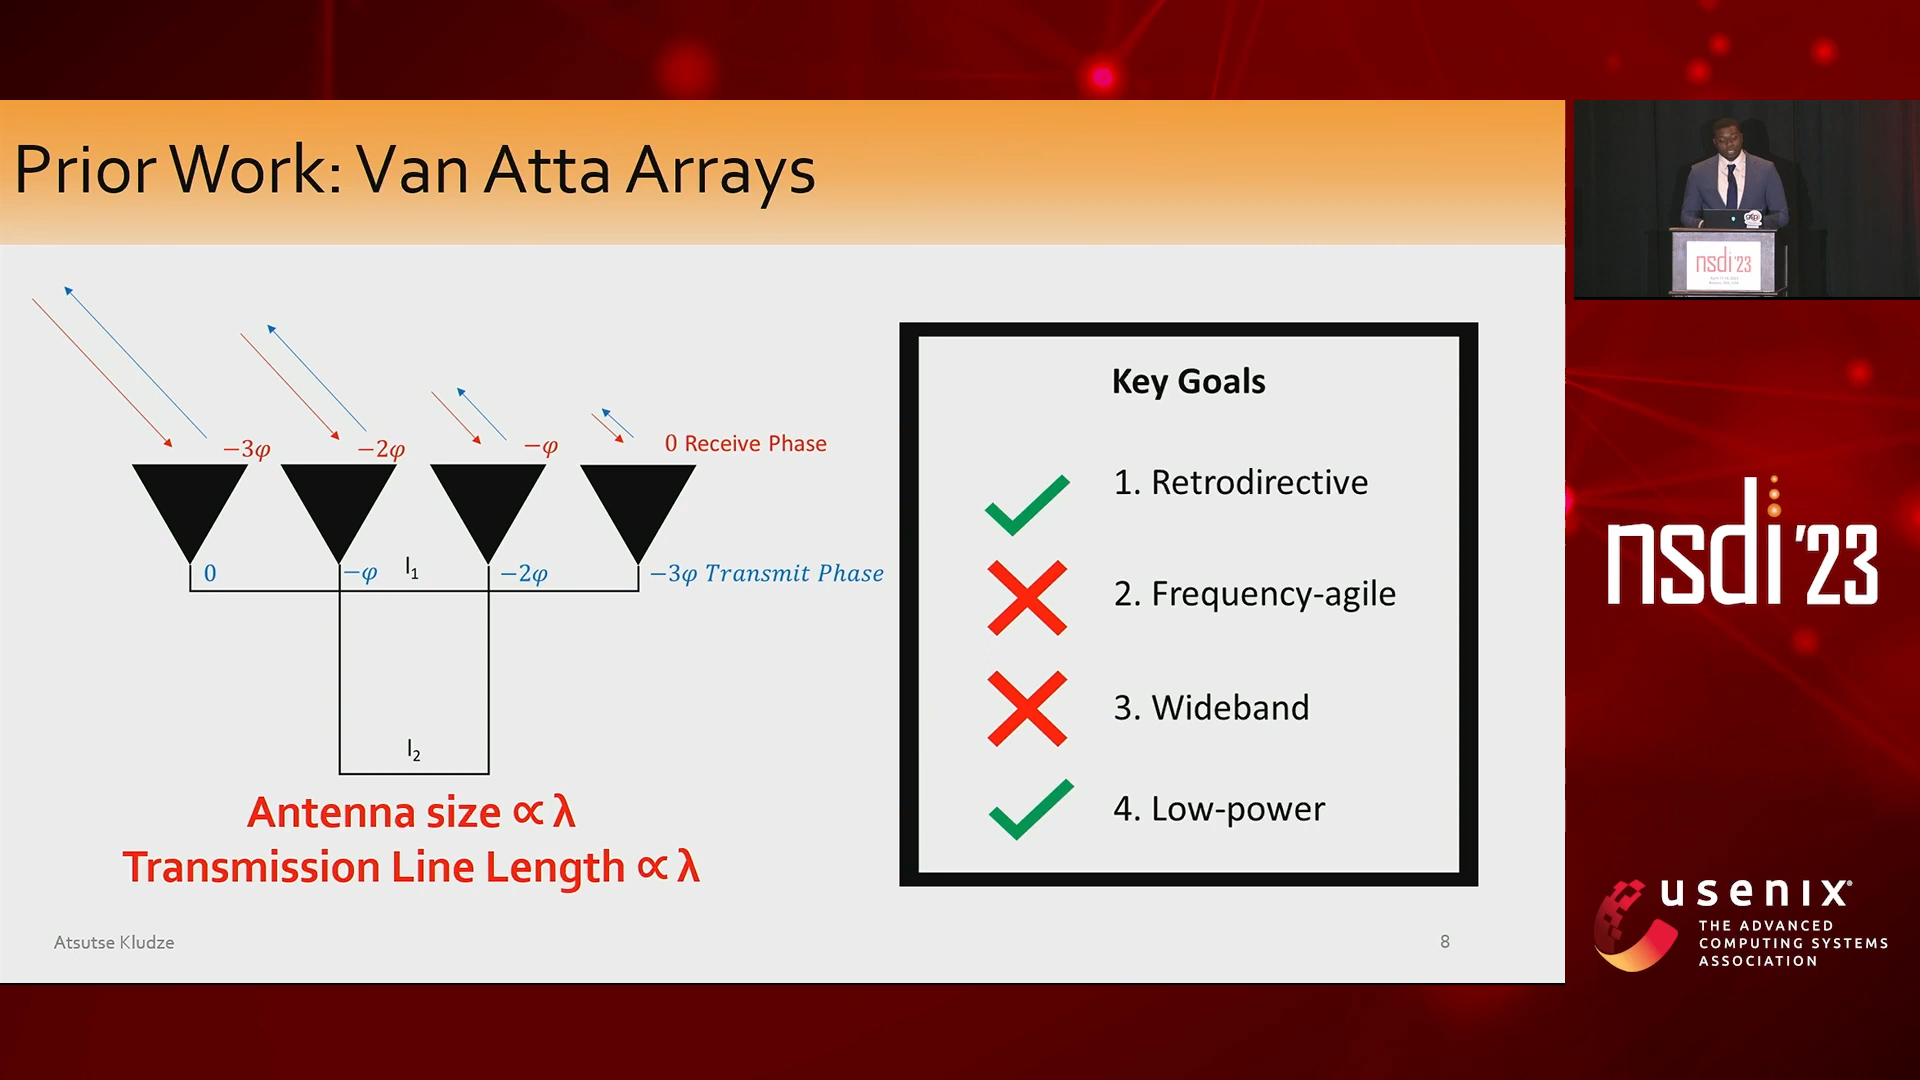 Prior Work: Van Atta Arrays
−3φ
−2φ
−φ
0 Receive Phase
0
−φ
l₁
−2φ
−3φ Transmit Phase
l₂
Antenna size ∝ λ
Transmission Line Length ∝ λ
Key Goals
1. Retrodirective
2. Frequency-agile
3. Wideband
4. Low-power
Atsutse Kludze
8
nsdi '23
nsdi '23
usenix®
THE ADVANCED
COMPUTING SYSTEMS
ASSOCIATION